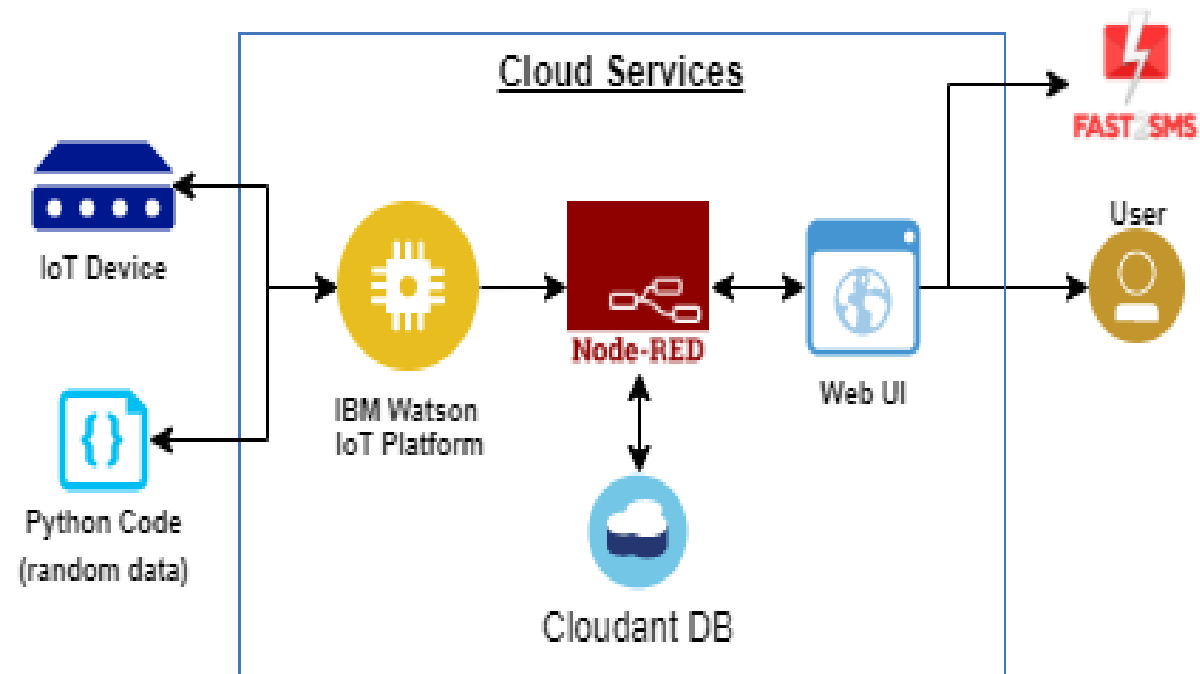 Cloud Services
FAST2SMS
User
IoT Device
Node-RED
Web UI
IBM Watson
IoT Platform
Python Code
(random data)
Cloudant DB